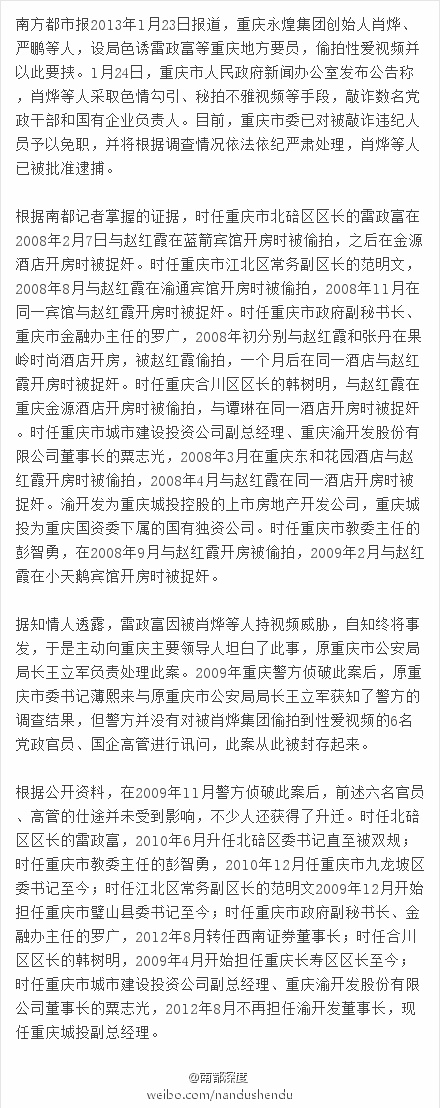 南方都市报2013年1月23日报道，重庆永煌集团创始人肖烨、
严鹏等人，设局色诱雷政富等重庆地方要员，偷拍性爱视频并
以此要挟。1月24日，重庆市人民政府新闻办公室发布公告称
，肖烨等人采取色情勾引、秘拍不雅视频等手段，敲诈数名党
政干部和国有企业负责人。目前，重庆市委已对被敲诈违纪人
员予以免职，并将根据调查情况依法依纪严肃处理，肖烨等人
已被批准逮捕。
根据南都记者掌握的证据，时任重庆市北碚区区长的雷政富在
2008年2月7日与赵红霞在蓝箭宾馆开房时被偷拍，之后在金源
酒店开房时被捉奸。时任重庆市江北区常务副区长的范明文，
2008年8月与赵红霞在渝通宾馆开房时被偷拍，2008年11月在
同一宾馆与赵红霞开房时被捉奸。时任重庆市政府副秘书长、
重庆市金融办主任的罗广，2008年初分别与赵红霞和张丹在果
岭时尚酒店开房，被赵红霞偷拍，一个月后在同一酒店与赵红
霞开房时被捉奸。时任重庆合川区区长的韩树明，与赵红霞在
重庆金源酒店开房时被偷拍，与谭琳在同一酒店开房时被捉奸
。时任重庆市城市建设投资公司副总经理、重庆渝开发股份有
限公司董事长的粟志光，2008年3月在重庆东和花园酒店与赵
红霞开房时被偷拍，2008年4月与赵红霞在同一酒店开房时被
捉奸。渝开发为重庆城投控股的上市房地产开发公司，重庆城
投为重庆国资委下属的国有独资公司。时任重庆市教委主任的
彭智勇，在2008年9月与赵红霞开房被偷拍，2009年2月与赵红
霞在小天鹅宾馆开房时被捉奸。
据知情人透露，雷政富因被肖烨等人持视频威胁，自知终将事
发，于是主动向重庆主要领导人坦白了此事，原重庆市公安局
局长王立军负责处理此案。2009年重庆警方侦破此案后，原重
庆市委书记薄熙来与原重庆市公安局局长王立军获知了警方的
调查结果，但警方并没有对被肖烨集团偷拍到性爱视频的6名
党政官员、国企高管进行讯问，此案从此被封存起来。
根据公开资料，在2009年11月警方侦破此案后，前述六名官员
、高管的仕途并未受到影响，不少人还获得了升迁。时任北碚
区区长的雷政富，2010年6月升任北碚区委书记直至被双规；
时任重庆市教委主任的彭智勇，2010年12月任重庆市九龙坡区
委书记至今；时任江北区常务副区长的范明文2009年12月开始
担任重庆市璧山县委书记至今；时任重庆市政府副秘书长、金
融办主任的罗广，2012年8月转任西南证券董事长；时任合川
区区长的韩树明，2009年4月开始担任重庆长寿区区长至今；
时任重庆市城市建设投资公司副总经理、重庆渝开发股份有限
公司董事长的粟志光，2012年8月不再担任渝开发董事长，现
任重庆城投副总经理。
@南都深度
weibo.com/nandushendu